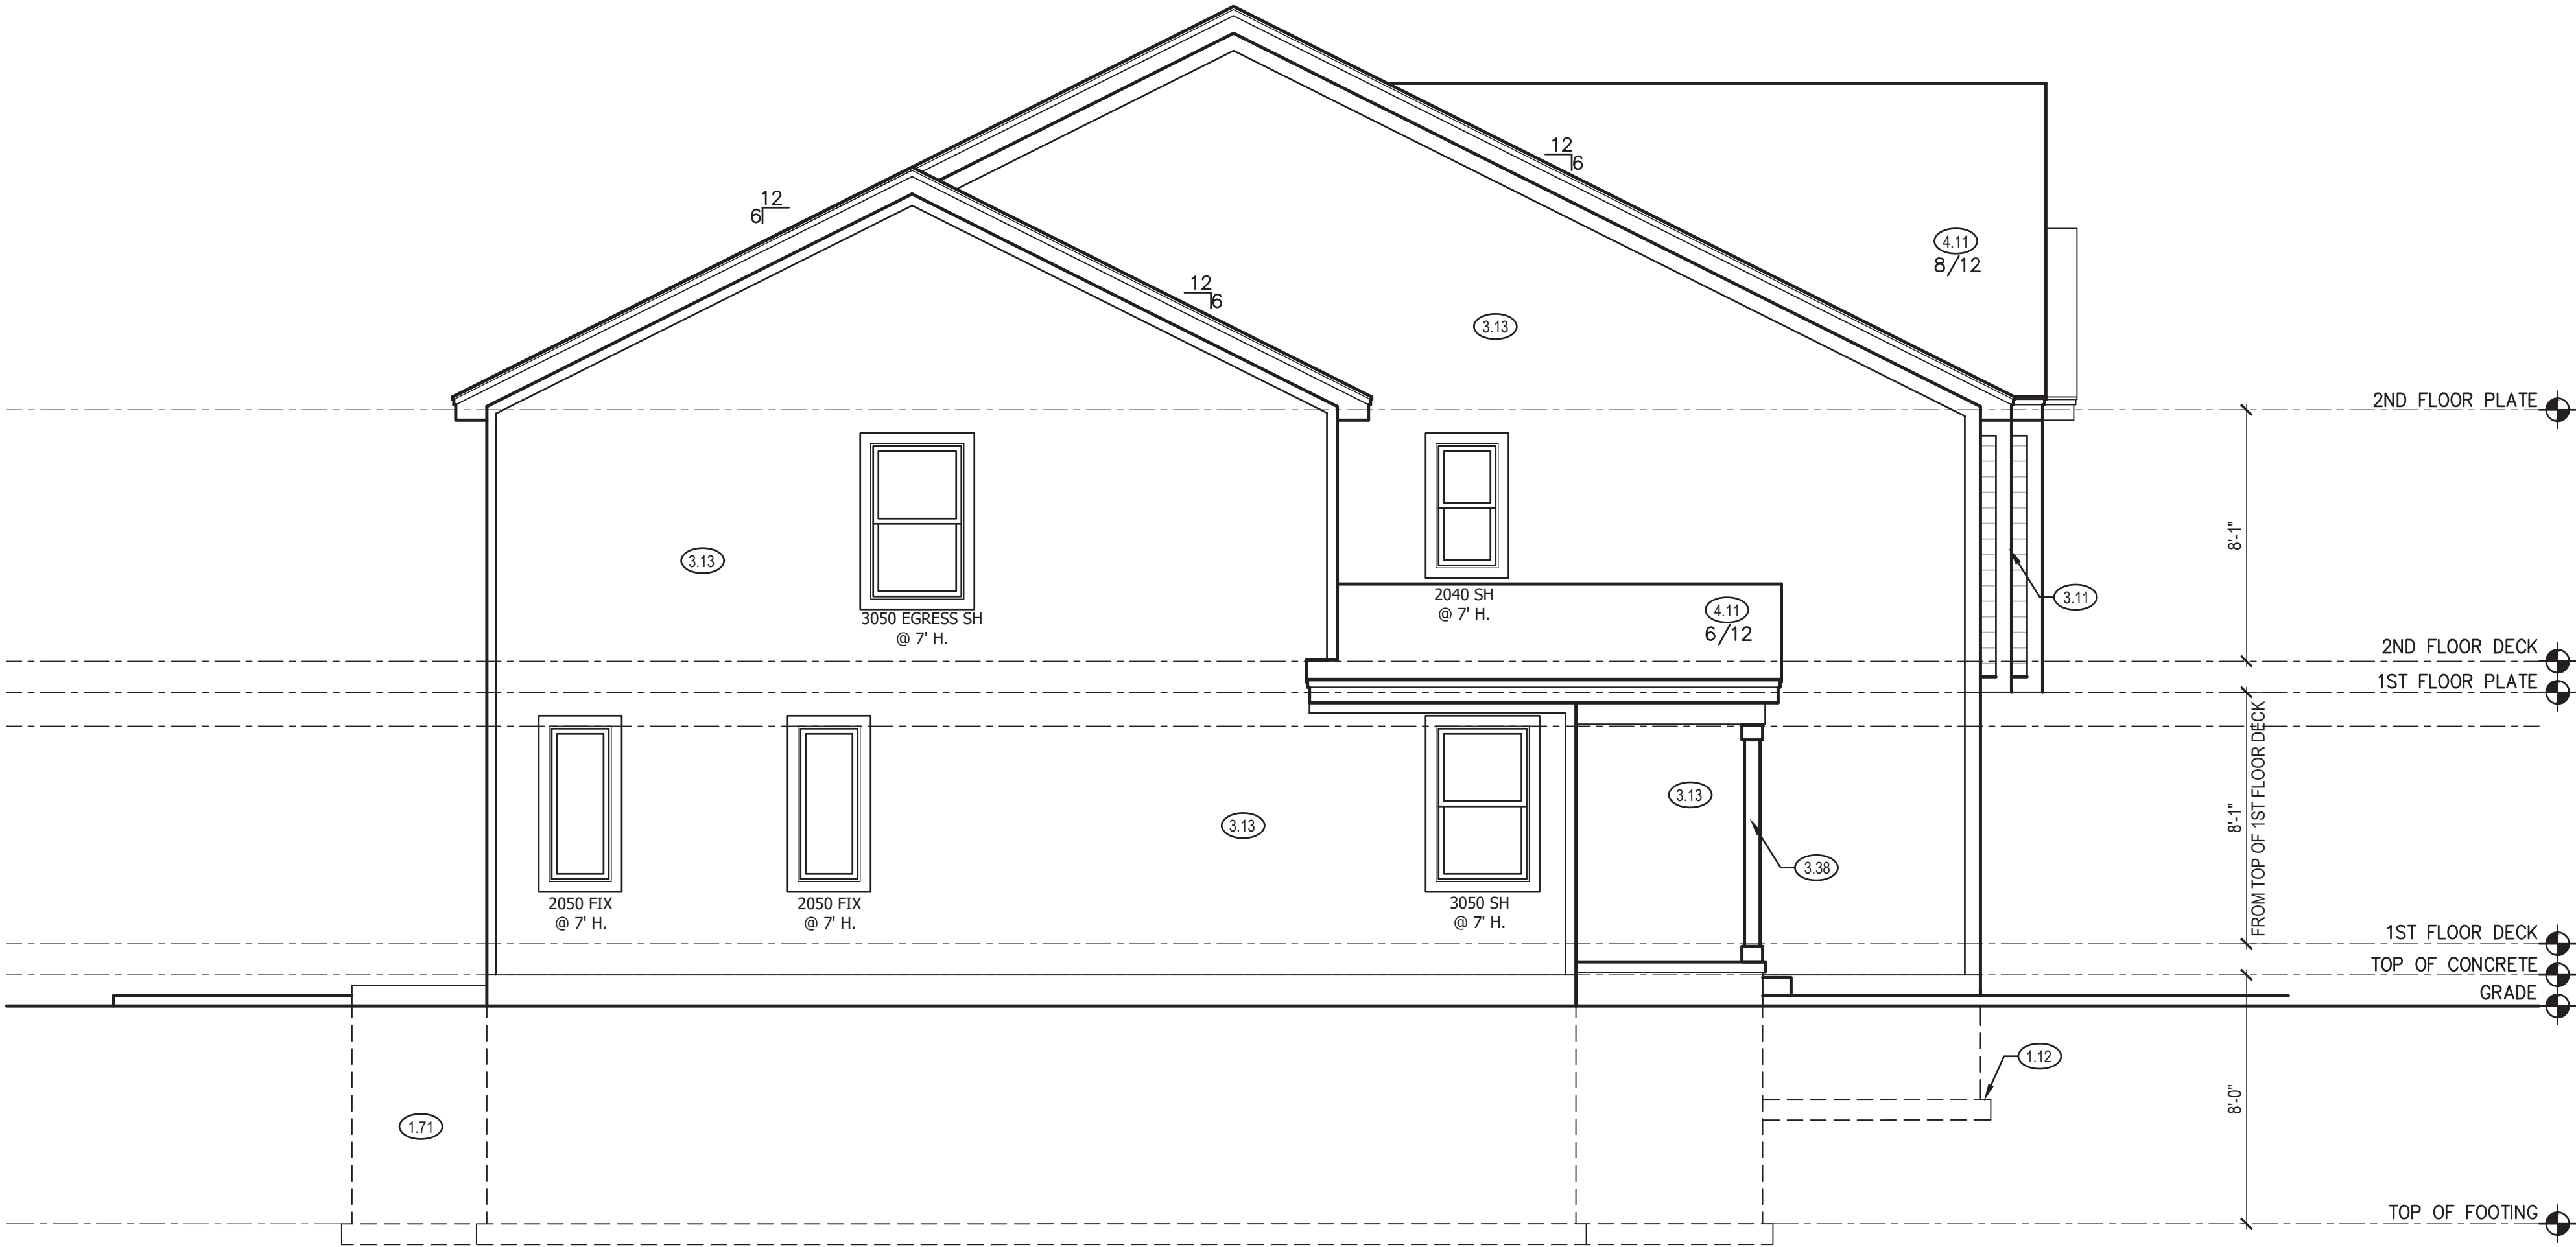 12
6
12
6
4.11
8/12
12
6
3.13
2ND FLOOR PLATE
8'-1"
3.13
3050 EGRESS SH
@ 7' H.
2040 SH
@ 7' H.
4.11
6/12
3.11
2ND FLOOR DECK
1ST FLOOR PLATE
8'-1"
FROM TOP OF 1ST FLOOR DECK
3.13
3.13
3.38
2050 FIX
@ 7' H.
2050 FIX
@ 7' H.
3050 SH
@ 7' H.
1ST FLOOR DECK
TOP OF CONCRETE
GRADE
1.12
8'-0"
1.71
TOP OF FOOTING